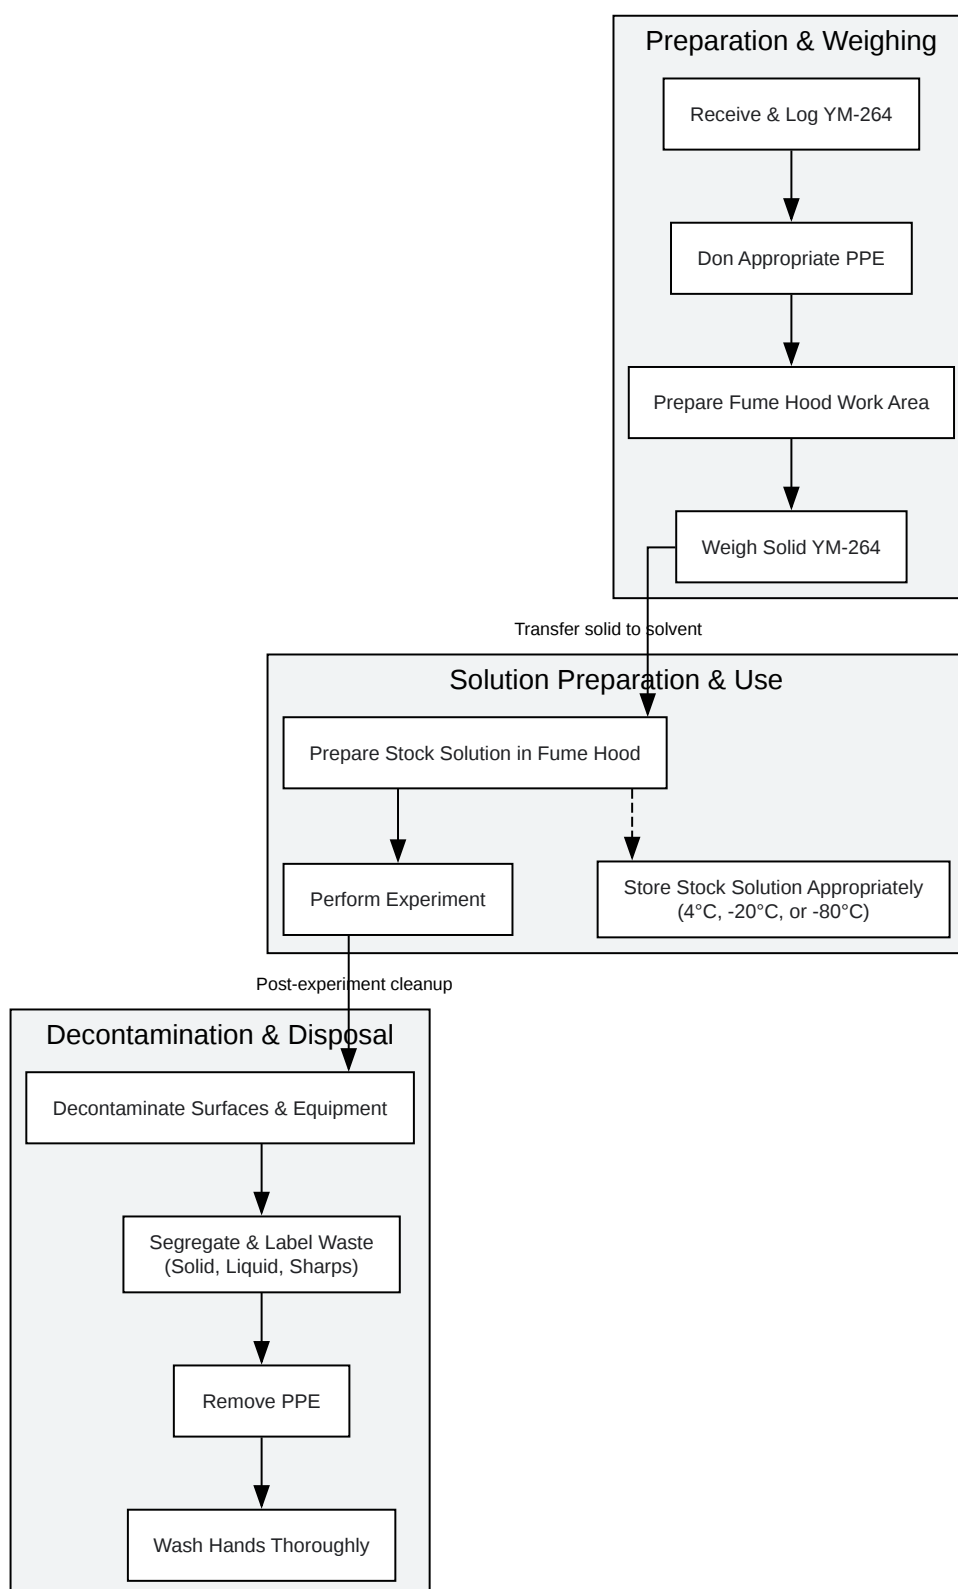 Preparation & Weighing
Receive & Log YM-264
Don Appropriate PPE
Prepare Fume Hood Work Area
Weigh Solid YM-264
Transfer solid to solvent
Solution Preparation & Use
Prepare Stock Solution in Fume Hood
Perform Experiment
Store Stock Solution Appropriately
(4°C, -20°C, or -80°C)
Post-experiment cleanup
Decontamination & Disposal
Decontaminate Surfaces & Equipment
Segregate & Label Waste
(Solid, Liquid, Sharps)
Remove PPE
Wash Hands Thoroughly